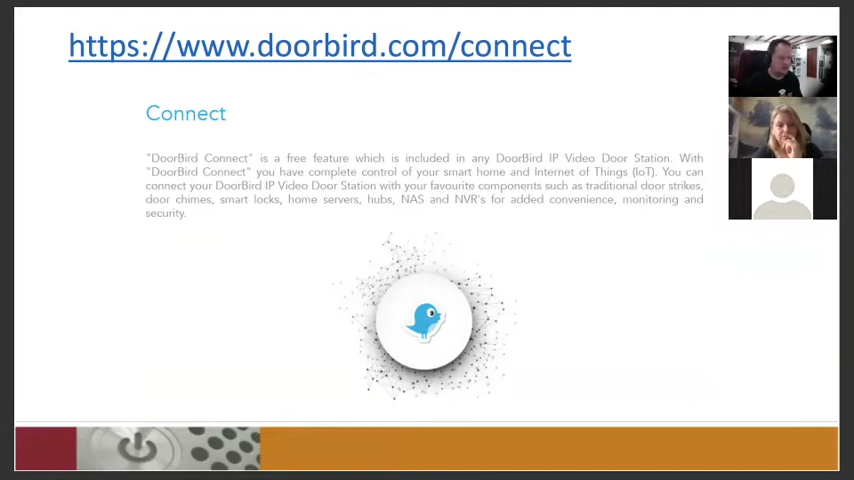 https://www.doorbird.com/connect
Connect
"DoorBird Connect" is a free feature which is included in any DoorBird IP Video Door Station. With
"DoorBird Connect" you have complete control of your smart home and Internet of Things (IoT). You can
connect your DoorBird IP Video Door Station with your favourite components such as traditional door strikes,
door chimes, smart locks, home servers, hubs, NAS and NVR's for added convenience, monitoring and
security.